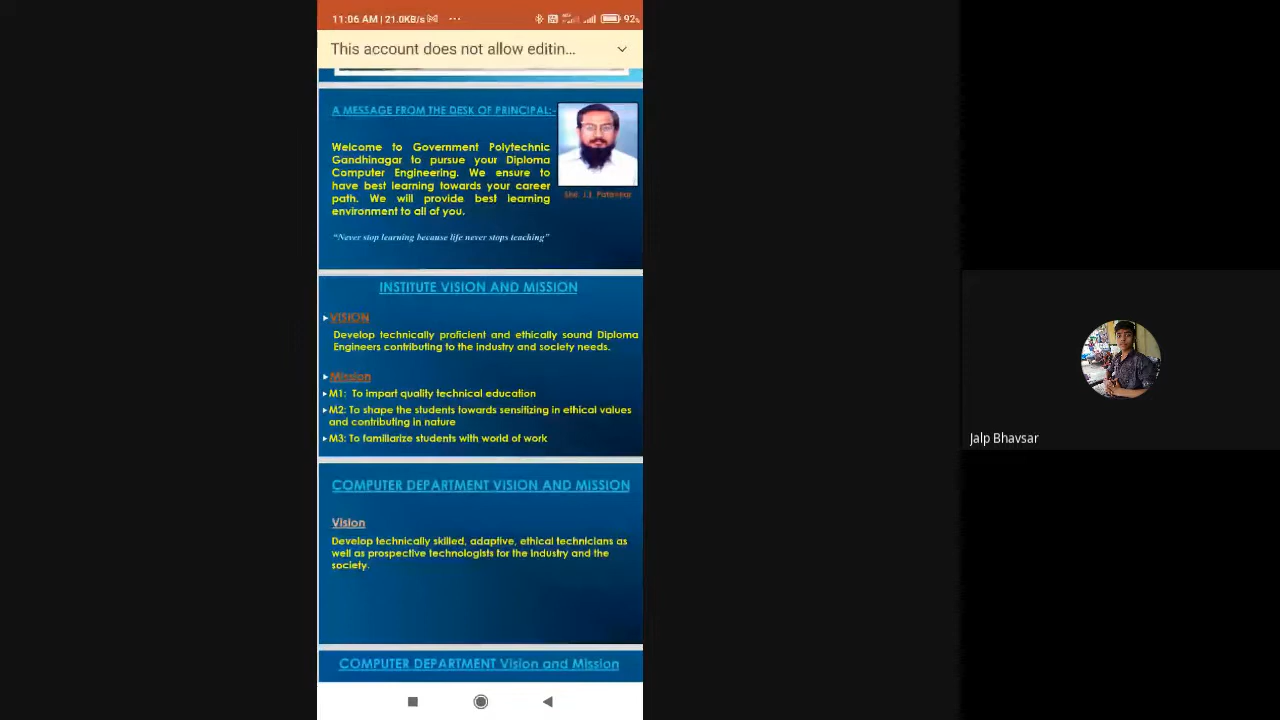 11:06 AM | 21.0KB/s
92%
This account does not allow editin...
A MESSAGE FROM THE DESK OF PRINCIPAL:-
Welcome to Government Polytechnic
Gandhinagar to pursue your Diploma
Computer Engineering. We ensure to
have best learning towards your career
path. We will provide best learning
environment to all of you.
“Never stop learning because life never stops teaching”
INSTITUTE VISION AND MISSION
VISION
Develop technically proficient and ethically sound Diploma
Engineers contributing to the industry and society needs.
Mission
M1: To impart quality technical education
M2: To shape the students towards sensitizing in ethical values
and contributing in nature
M3: To familiarize students with world of work
COMPUTER DEPARTMENT VISION AND MISSION
Vision
Develop technically skilled, adaptive, ethical technicians as
well as prospective technologists for the industry and the
society.
COMPUTER DEPARTMENT Vision and Mission
Jalp Bhavsar